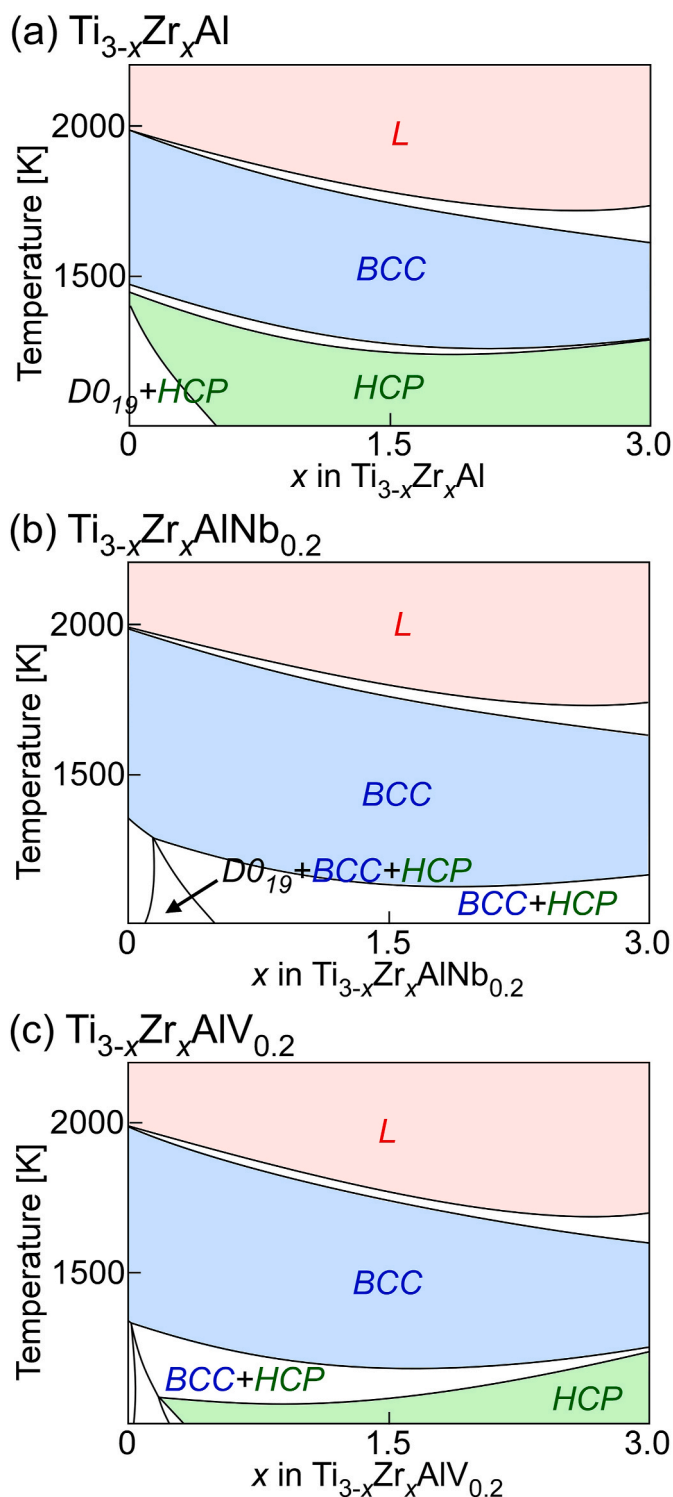 (a) Ti₃₋ₓZrₓAl
Temperature [K]
2000
1500
L
BCC
D0₁₉+HCP
HCP
0
1.5
3.0
x in Ti₃₋ₓZrₓAl
(b) Ti₃₋ₓZrₓAlNb₀.₂
Temperature [K]
2000
1500
L
BCC
D0₁₉+BCC+HCP
BCC+HCP
0
1.5
3.0
x in Ti₃₋ₓZrₓAlNb₀.₂
(c) Ti₃₋ₓZrₓAlV₀.₂
Temperature [K]
2000
1500
L
BCC
BCC+HCP
HCP
0
1.5
3.0
x in Ti₃₋ₓZrₓAlV₀.₂